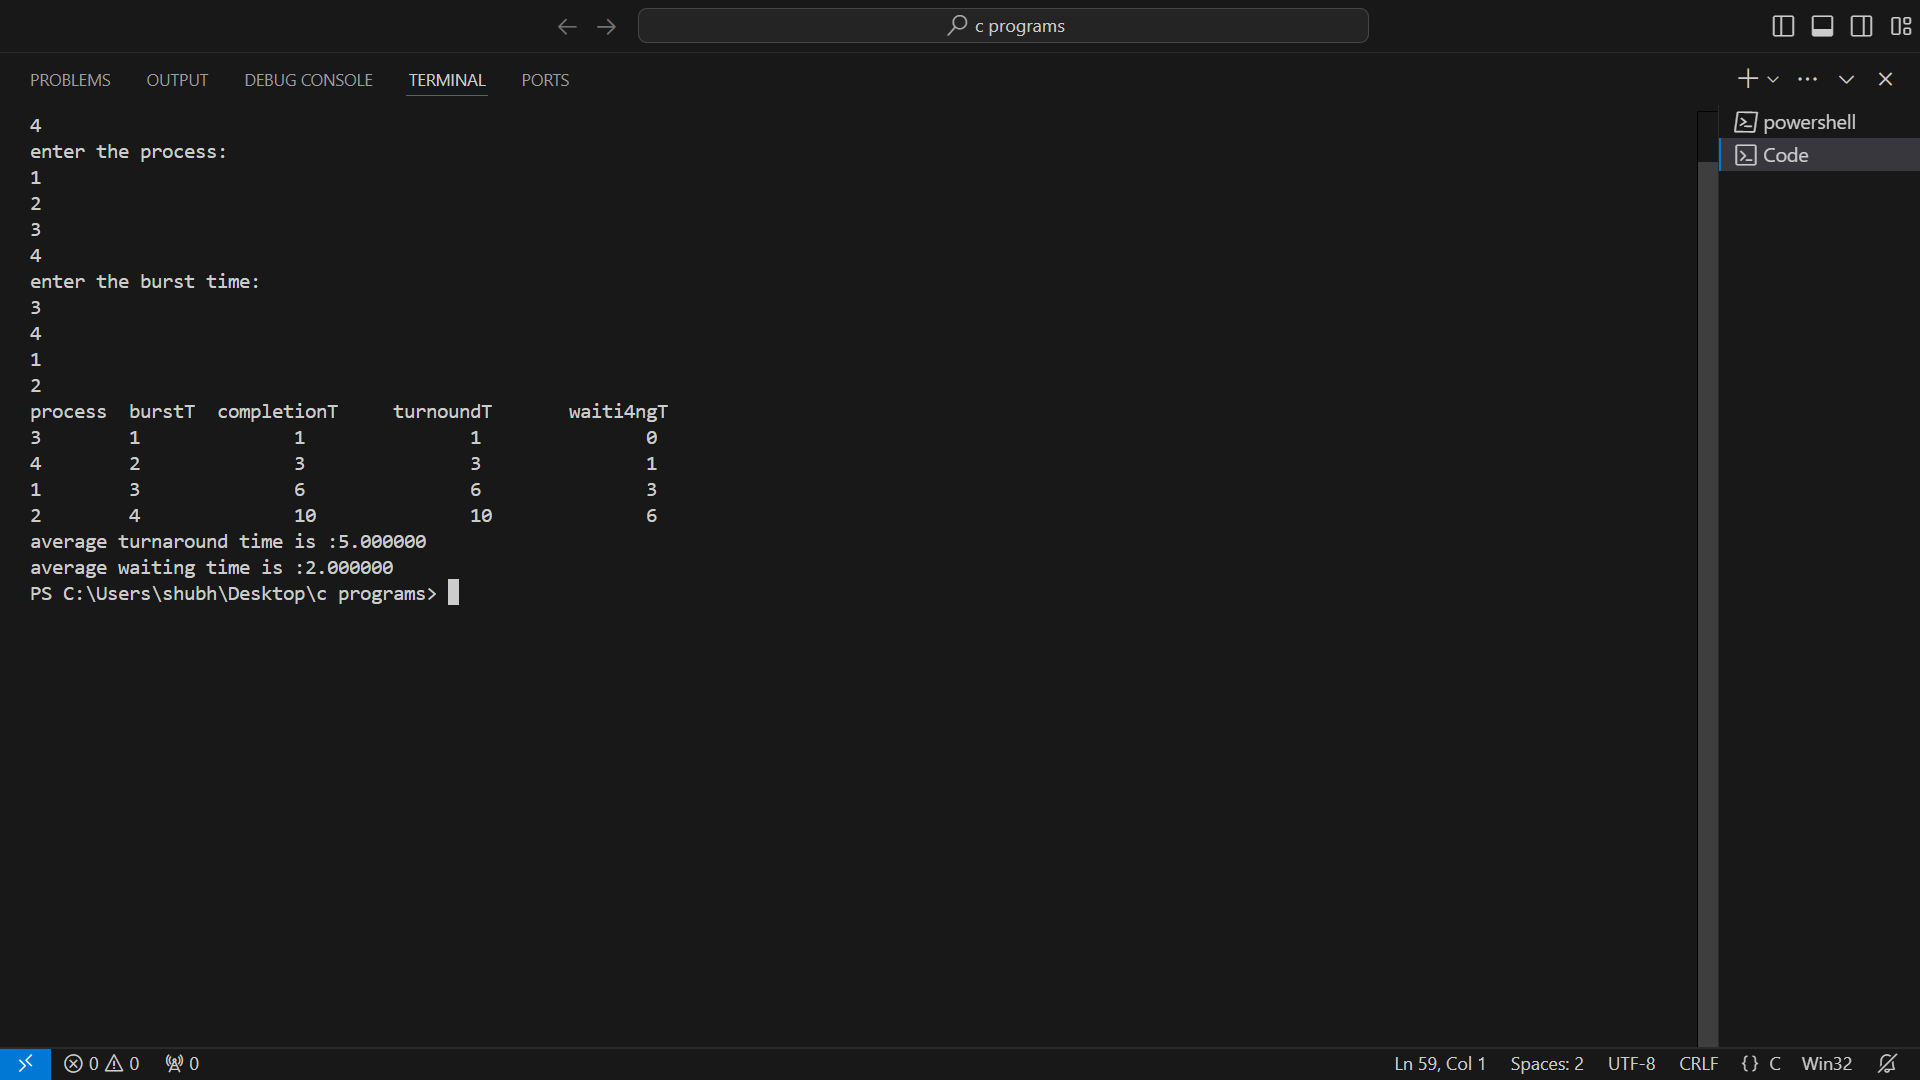 c programs
PROBLEMS OUTPUT DEBUG CONSOLE TERMINAL PORTS
powershell
Code
4
enter the process:
1
2
3
4
enter the burst time:
3
4
1
2
process burstT completionT turnoundT waiti4ngT
3 1 1 1 0
4 2 3 3 1
1 3 6 6 3
2 4 10 10 6
average turnaround time is :5.000000
average waiting time is :2.000000
PS C:\Users\shubh\Desktop\c programs>
0 0 0 Ln 59, Col 1 Spaces: 2 UTF-8 CRLF {} C Win32